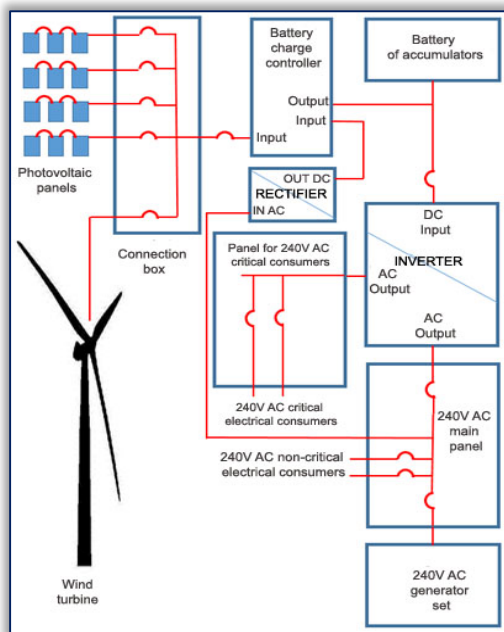 Battery
charge
controller
Output
Input
Input
Battery
of accumulators
Photovoltaic
panels
Connection
box
OUT DC
RECTIFIER
IN AC
DC
Input
INVERTER
AC
Output
AC
Output
Panel for 240V AC
critical consumers
240V AC critical
electrical consumers
240V AC
main
panel
240V AC non-critical
electrical consumers
240V AC
generator
set
Wind
turbine